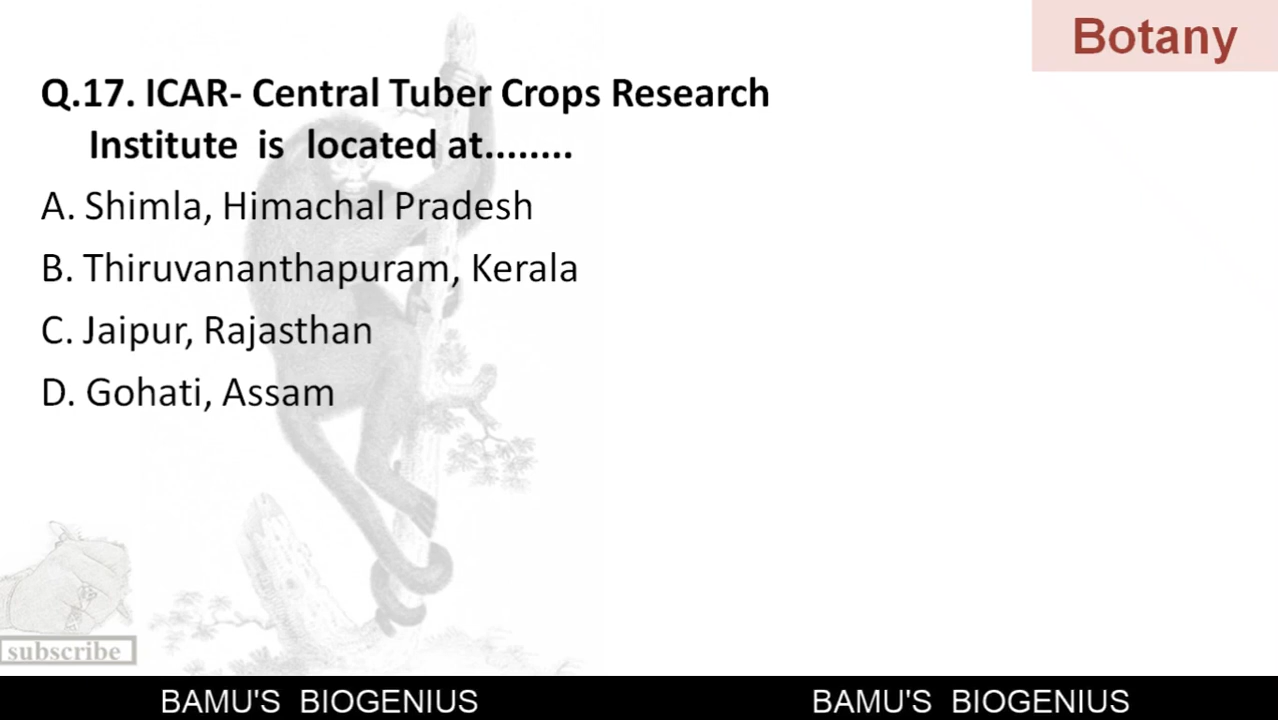 Botany
Q.17. ICAR- Central Tuber Crops Research
Institute is located at........
A. Shimla, Himachal Pradesh
B. Thiruvananthapuram, Kerala
C. Jaipur, Rajasthan
D. Gohati, Assam
subscribe
BAMU'S BIOGENIUS BAMU'S BIOGENIUS